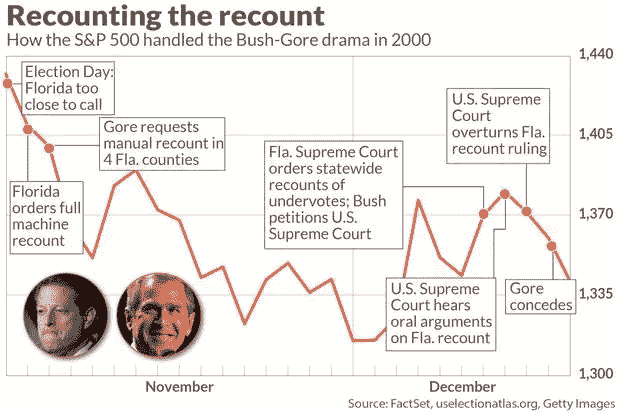 Recounting the recount
How the S&P 500 handled the Bush-Gore drama in 2000
1,440
Election Day:
Florida too
close to call
Gore requests
manual recount in
4 Fla. counties
Florida
orders full
machine
recount
Fla. Supreme Court
orders statewide
recounts of
undervotes; Bush
petitions U.S.
Supreme Court
U.S. Supreme
Court
overturns Fla.
recount ruling
1,405
1,370
U.S. Supreme
Court hears
oral arguments
on Fla. recount
Gore
concedes
1,335
1,300
November
December
Source: FactSet, uselectionatlas.org, Getty Images